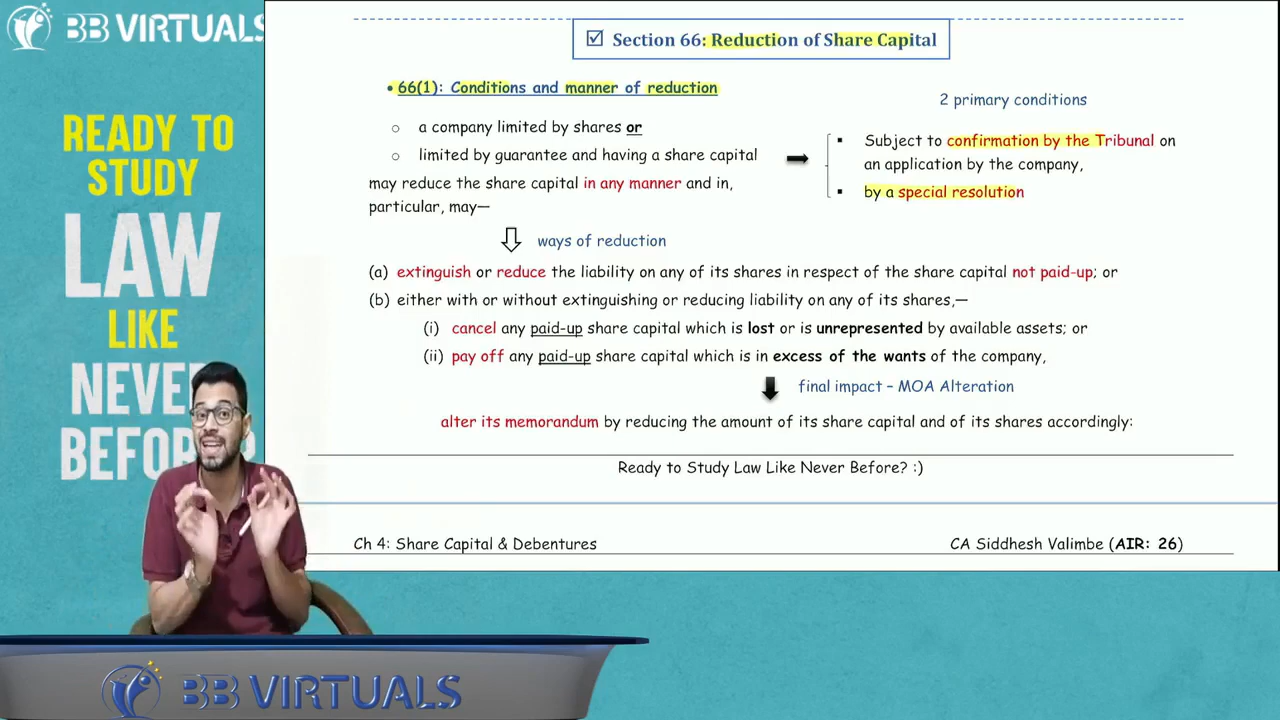 BB VIRTUALS
READY TO
STUDY
LAW
LIKE
NEVER
BEFOR
☑ Section 66: Reduction of Share Capital
• 66(1): Conditions and manner of reduction
2 primary conditions
o a company limited by shares or
o limited by guarantee and having a share capital
may reduce the share capital in any manner and in,
particular, may—
▪ Subject to confirmation by the Tribunal on
an application by the company,
▪ by a special resolution
ways of reduction
(a) extinguish or reduce the liability on any of its shares in respect of the share capital not paid-up; or
(b) either with or without extinguishing or reducing liability on any of its shares,—
(i) cancel any paid-up share capital which is lost or is unrepresented by available assets; or
(ii) pay off any paid-up share capital which is in excess of the wants of the company,
final impact – MOA Alteration
alter its memorandum by reducing the amount of its share capital and of its shares accordingly:
Ready to Study Law Like Never Before? :)
Ch 4: Share Capital & Debentures
CA Siddhesh Valimbe (AIR: 26)
BB VIRTUALS